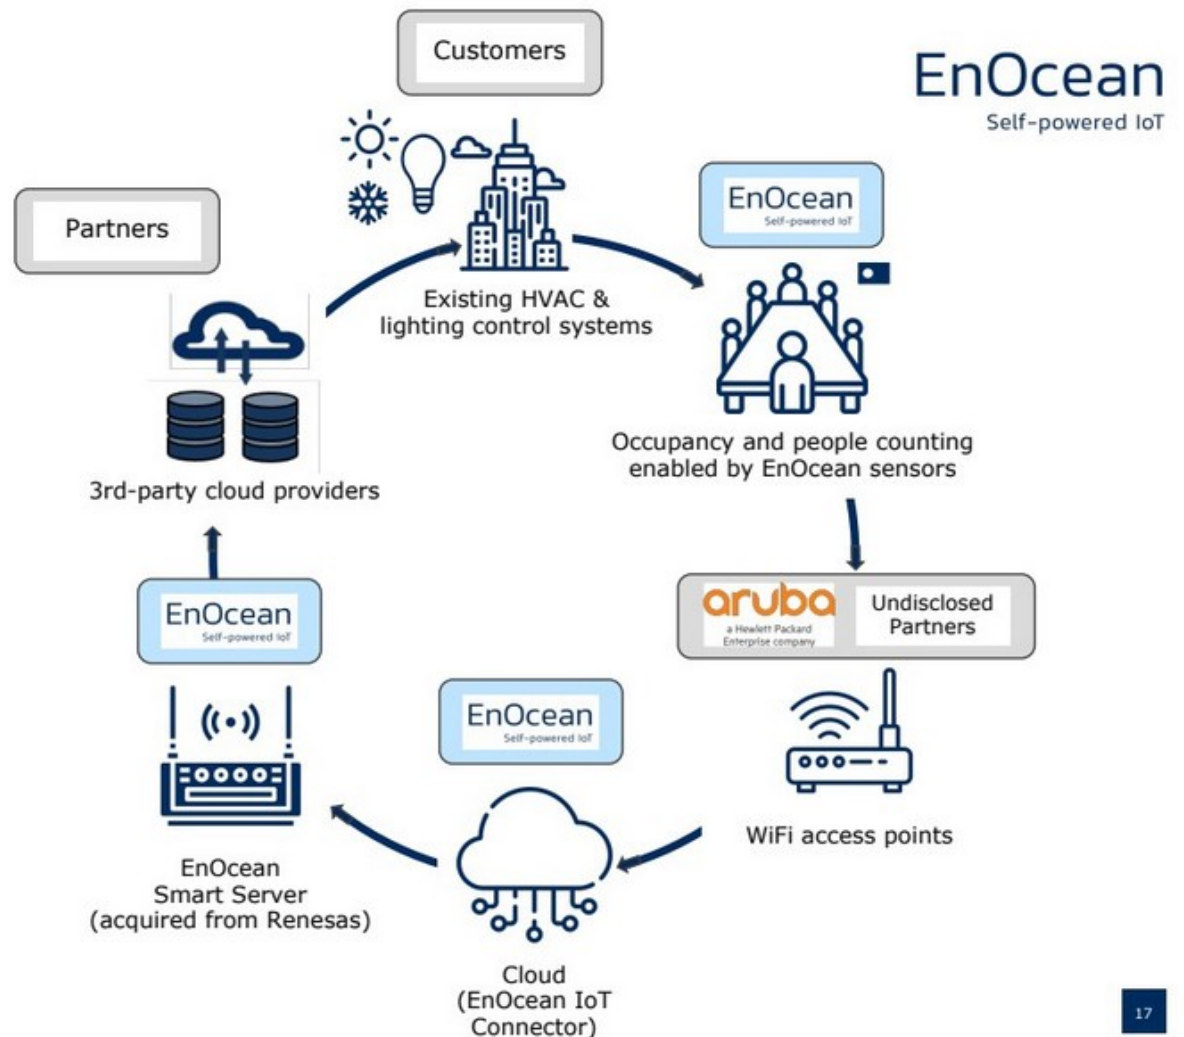 Customers
EnOcean
Self-powered IoT
EnOcean
Self-powered IoT
Partners
Existing HVAC &
lighting control systems
Occupancy and people counting
enabled by EnOcean sensors
3rd-party cloud providers
EnOcean
Self-powered IoT
aruba
a Hewlett Packard
Enterprise company
Undisclosed
Partners
EnOcean
Self-powered IoT
WiFi access points
EnOcean
Smart Server
(acquired from Renesas)
Cloud
(EnOcean IoT
Connector)
17